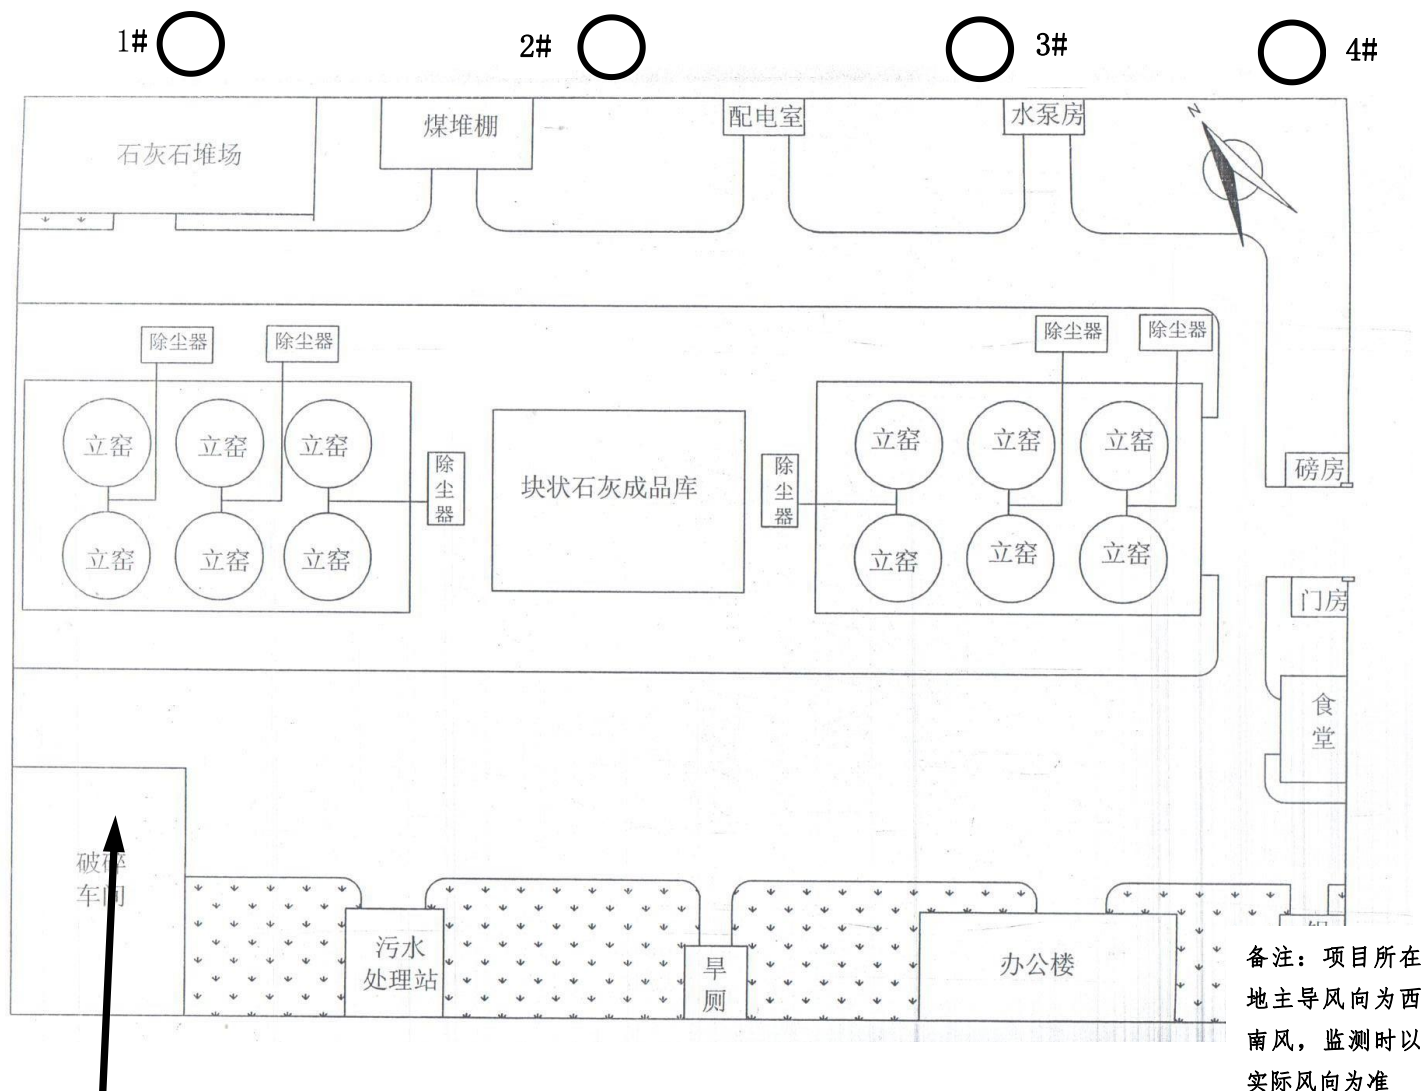 1#
2#
3#
4#
煤堆棚
配电室
水泵房
N
石灰石堆场
除尘器
除尘器
除尘器
除尘器
立窑
立窑
立窑
立窑
立窑
立窑
除
尘
器
块状石灰成品库
除
尘
器
磅房
立窑
立窑
立窑
立窑
立窑
立窑
门房
食
堂
破碎
车间
污水
处理站
旱
厕
办公楼
备注：项目所在
地主导风向为西
南风，监测时以
实际风向为准